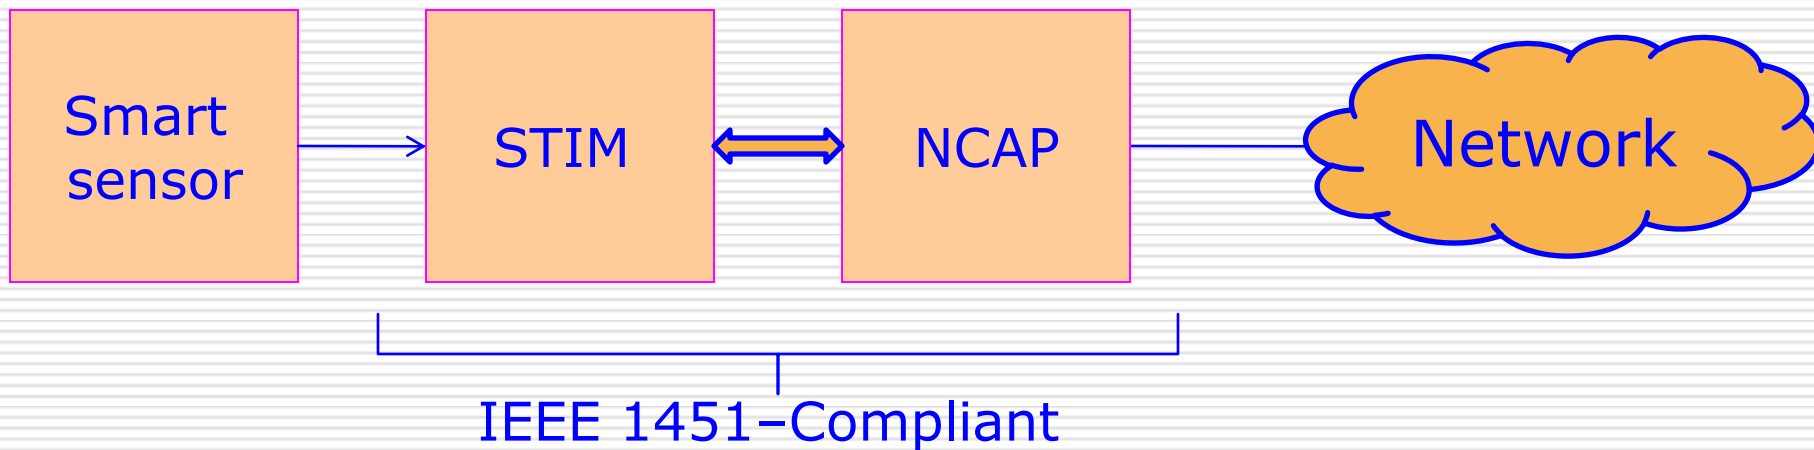 Smart
sensor
STIM
NCAP
Network
IEEE 1451–Compliant